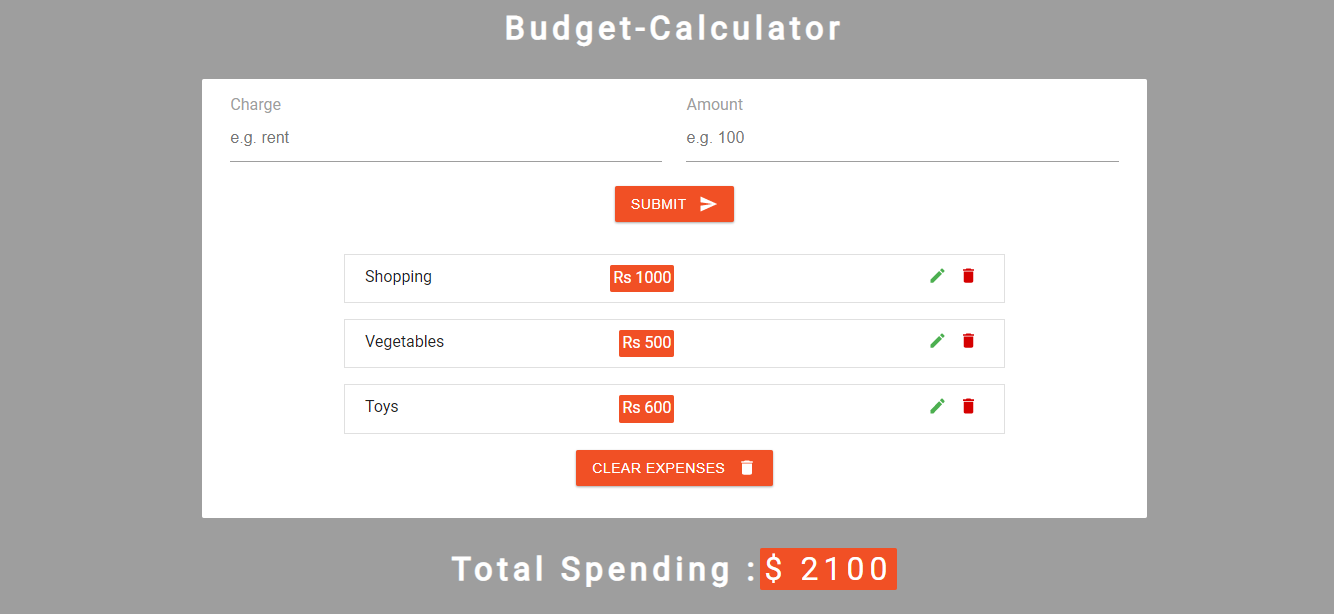 Budget-Calculator
Charge Amount
e.g. rent e.g. 100
SUBMIT
Shopping Rs 1000
Vegetables Rs 500
Toys Rs 600
CLEAR EXPENSES
Total Spending :$ 2100